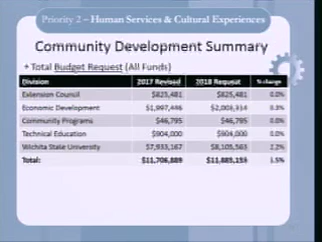 Priority 2 – Human Services & Cultural Experiences
Community Development Summary
+ Total Budget Request (All Funds)
Division 2017 Revised 2018 Request % change
Extension Council $825,481 $825,481 0.0%
Economic Development $1,997,446 $2,003,314 0.3%
Community Programs $46,795 $46,795 0.0%
Technical Education $904,000 $904,000 0.0%
Wichita State University $7,933,167 $8,105,563 2.2%
Total: $11,706,889 $11,885,153 1.5%